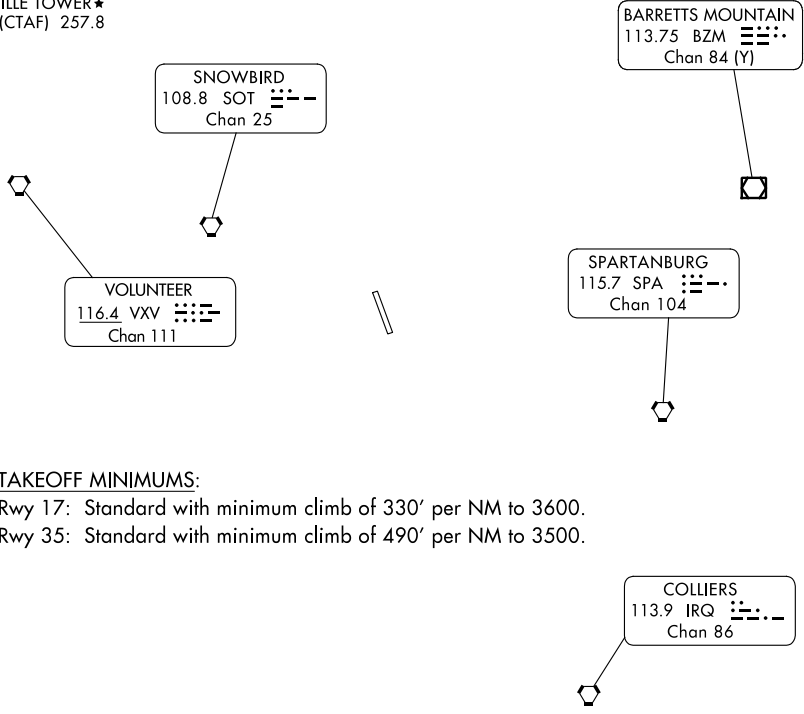 ILLE TOWER★
(CTAF) 257.8
BARRETTS MOUNTAIN
113.75 BZM
Chan 84 (Y)
SNOWBIRD
108.8 SOT
Chan 25
SPARTANBURG
115.7 SPA
Chan 104
VOLUNTEER
116.4 VXV
Chan 111
TAKEOFF MINIMUMS:
Rwy 17: Standard with minimum climb of 330' per NM to 3600.
Rwy 35: Standard with minimum climb of 490' per NM to 3500.
COLLIERS
113.9 IRQ
Chan 86